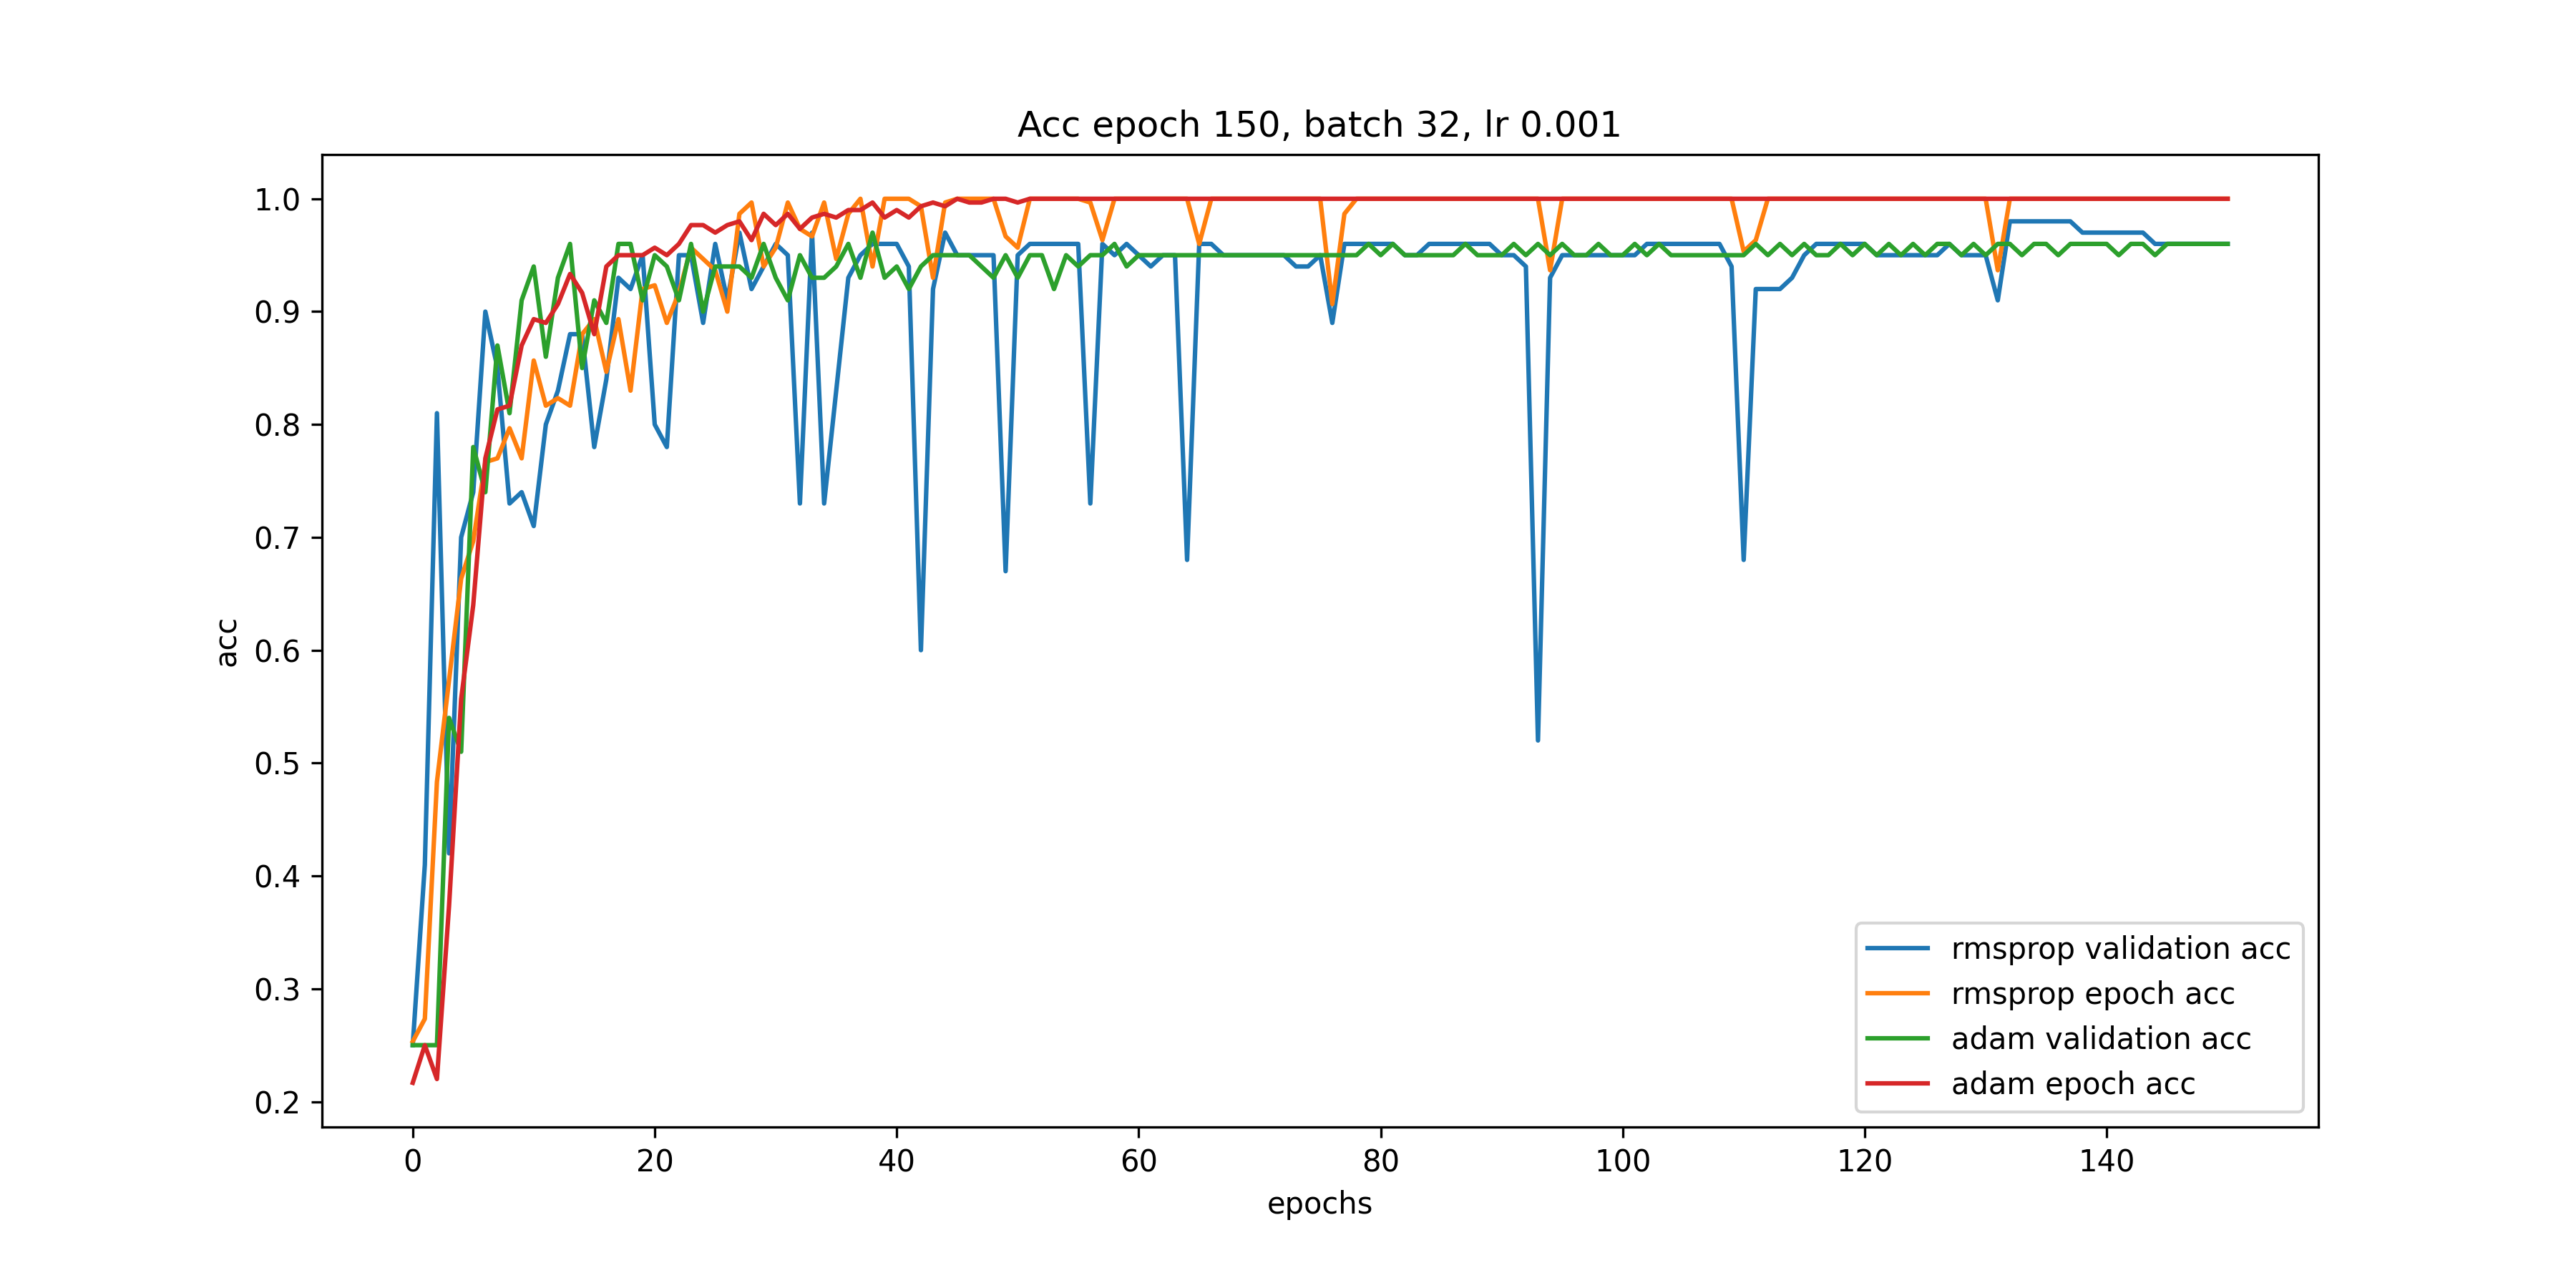 Acc epoch 150, batch 32, lr 0.001
1.0
0.9
0.8
0.7
0.6
0.5
0.4
0.3
0.2
acc
0 20 40 60 80 100 120 140
epochs
rmsprop validation acc
rmsprop epoch acc
adam validation acc
adam epoch acc